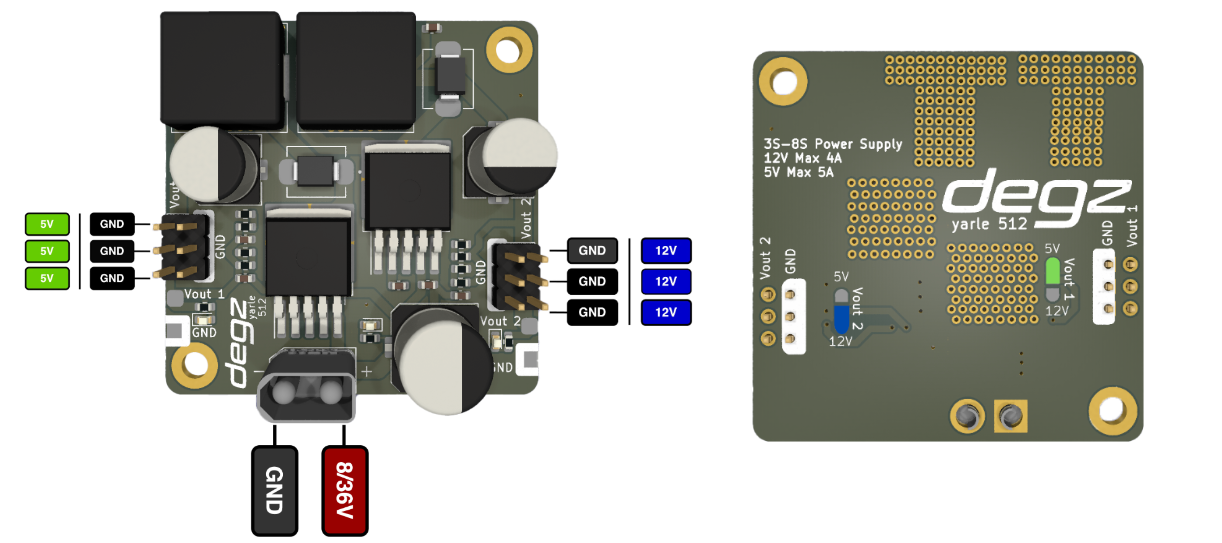 Vout 1
Vout 2
5V GND
5V GND
5V GND
GND
GND
GND 12V
GND 12V
GND 12V
Vout 1
GND
Vout 2
GND
degz
yarle
512
-
+
GND
8/36V
3S-8S Power Supply
12V Max 4A
5V Max 5A
degz
yarle 512
Vout 2
GND
5V
Vout 2
12V
5V
Vout 1
12V
GND
Vout 1